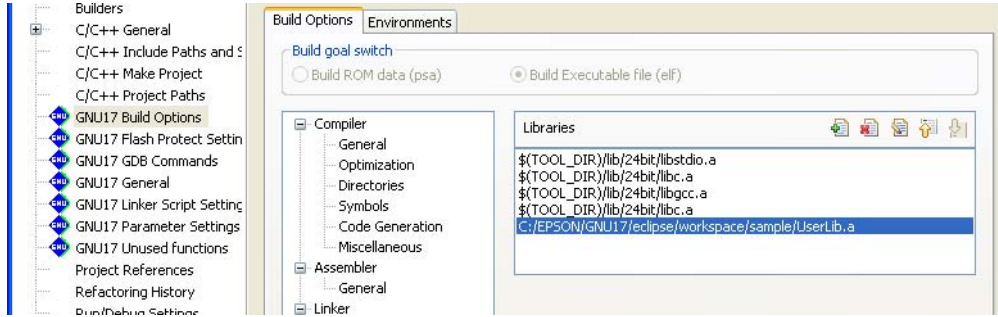 Builders
C/C++ General
C/C++ Include Paths and S
C/C++ Make Project
C/C++ Project Paths
GNU17 Build Options
GNU17 Flash Protect Settin
GNU17 GDB Commands
GNU17 General
GNU17 Linker Script Setting
GNU17 Parameter Settings
GNU17 Unused functions
Project References
Refactoring History
Run/Debug Settings
Build Options Environments
Build goal switch
Build ROM data (psa) Build Executable file (elf)
Compiler
General
Optimization
Directories
Symbols
Code Generation
Miscellaneous
Assembler
General
Linker
Libraries
$(TOOL_DIR)/lib/24bit/libstdio.a
$(TOOL_DIR)/lib/24bit/libc.a
$(TOOL_DIR)/lib/24bit/libgcc.a
$(TOOL_DIR)/lib/24bit/libc.a
C:/EPSON/GNU17/eclipse/workspace/sample/UserLib.a